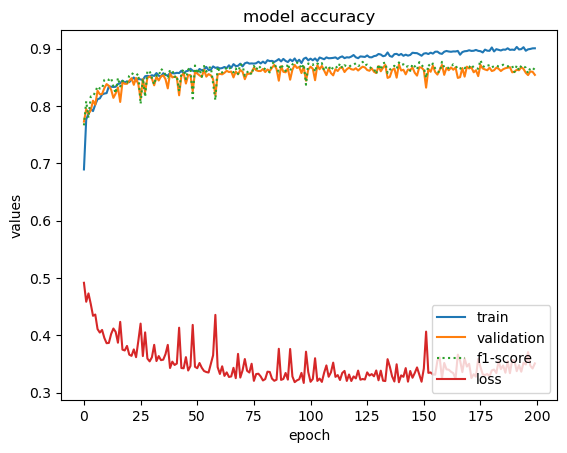 model accuracy
values
0.9
0.8
0.7
0.6
0.5
0.4
0.3
train
validation
f1-score
loss
0 25 50 75 100 125 150 175 200
epoch